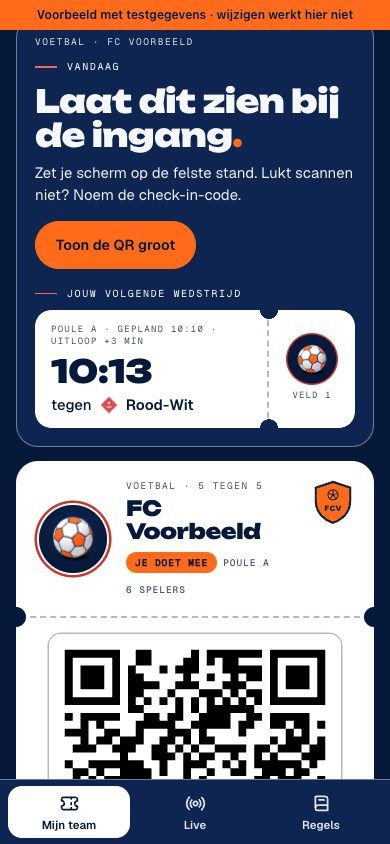 Voorbeeld met testgegevens · wijzigen werkt hier niet
VOETBAL · FC VOORBEELD
VANDAAG
Laat dit zien bij
de ingang.
Zet je scherm op de felste stand. Lukt scannen
niet? Noem de check-in-code.
Toon de QR groot
JOUW VOLGENDE WEDSTRIJD
POULE A · GEPLAND 10:10 ·
UITLOOP +3 MIN
10:13
tegen Rood-Wit
VELD 1
VOETBAL · 5 TEGEN 5
FC
Voorbeeld
FCV
JE DOET MEE POULE A
6 SPELERS
Mijn team
Live
Regels